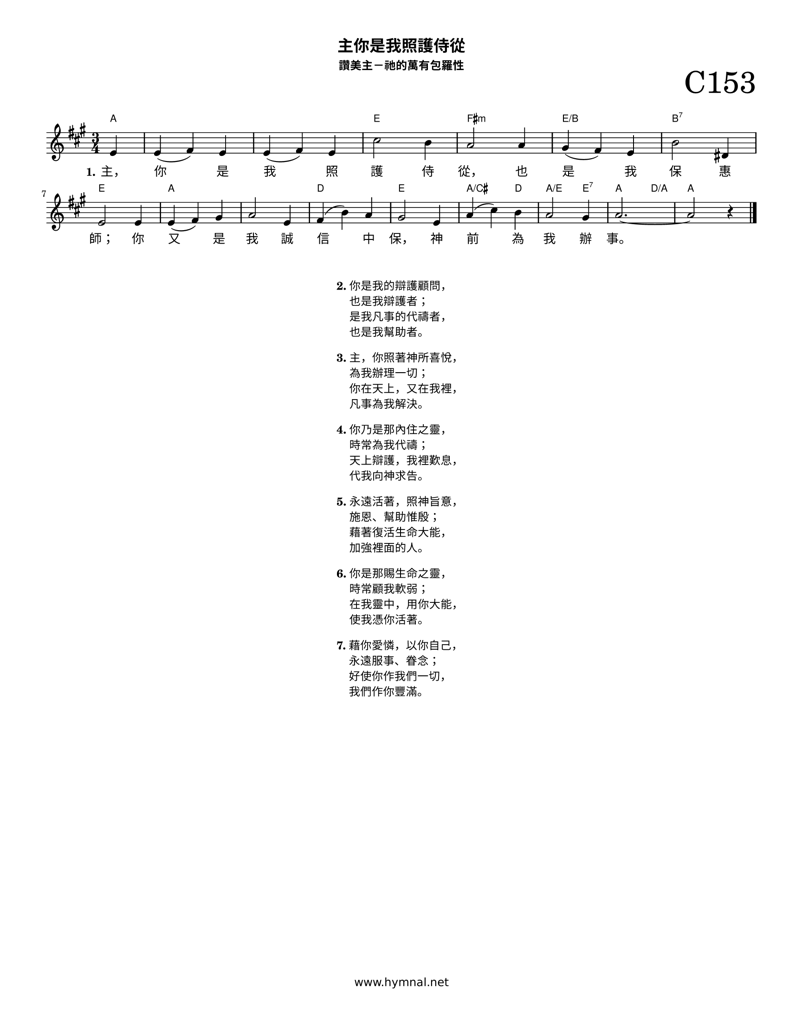 主你是我照護侍從
讚美主－祂的萬有包羅性
C153
A E F♯m E/B B7
1. 主， 你 是 我 照 護 侍 從， 也 是 我 保 惠
7 E A D E A/C♯ D A/E E7 A D/A A
師； 你 又 是 我 誠 信 中 保， 神 前 為 我 辦 事。
2. 你是我的辯護顧問，
也是我辯護者；
是我凡事的代禱者，
也是我幫助者。
3. 主，你照著神所喜悅，
為我辦理一切；
你在天上，又在我裡，
凡事為我解決。
4. 你乃是那內住之靈，
時常為我代禱；
天上辯護，我裡歎息，
代我向神求告。
5. 永遠活著，照神旨意，
施恩、幫助惟殷；
藉著復活生命大能，
加強裡面的人。
6. 你是那賜生命之靈，
時常顧我軟弱；
在我靈中，用你大能，
使我憑你活著。
7. 藉你愛憐，以你自己，
永遠服事、眷念；
好使你作我們一切，
我們作你豐滿。
www.hymnal.net